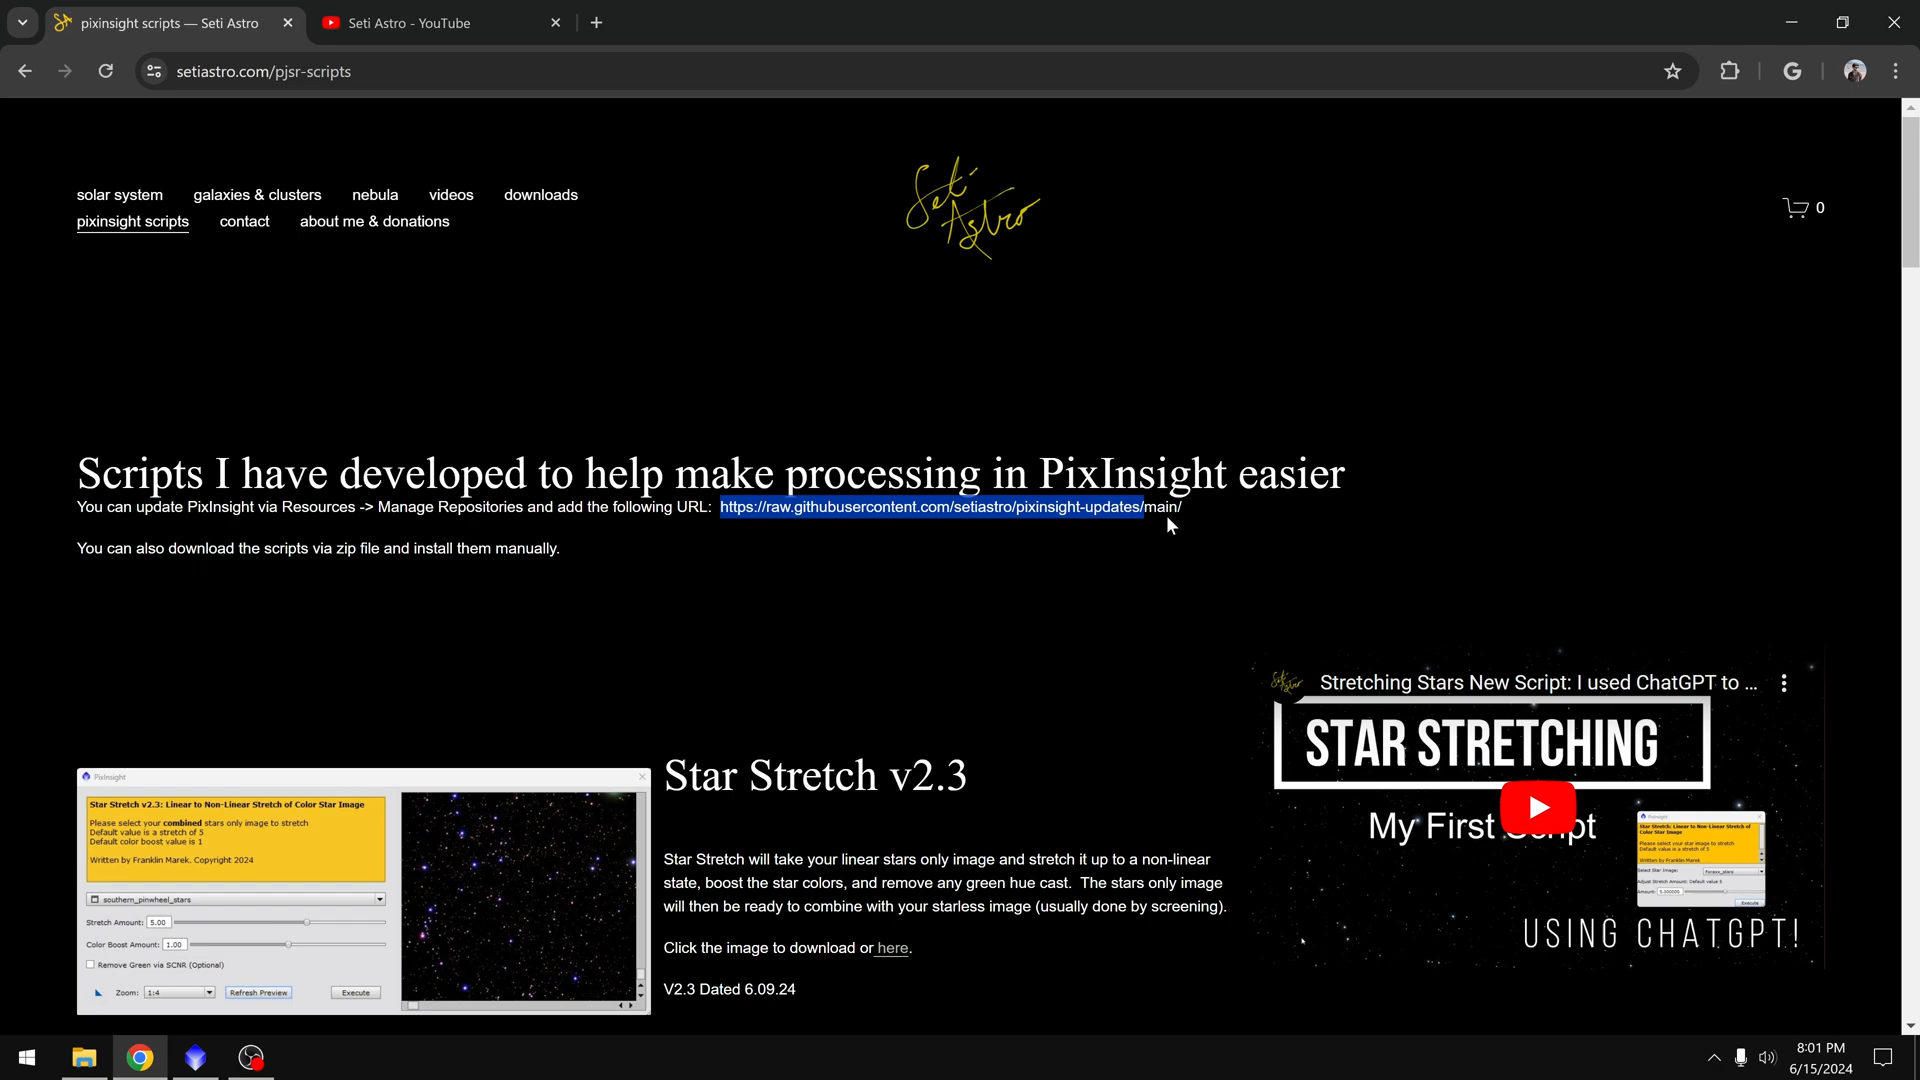 pixinsight scripts — Seti Astro
Seti Astro - YouTube
setiastro.com/pjsr-scripts
solar system galaxies & clusters nebula videos downloads
pixinsight scripts contact about me & donations
Seti
Astro
0
Scripts I have developed to help make processing in PixInsight easier
You can update PixInsight via Resources -> Manage Repositories and add the following URL: https://raw.githubusercontent.com/setiastro/pixinsight-updates/main/
You can also download the scripts via zip file and install them manually.
PixInsight
Star Stretch v2.3: Linear to Non-Linear Stretch of Color Star Image
Please select your combined stars only image to stretch
Default value is a stretch of 5
Default color boost value is 1
Written by Franklin Marek. Copyright 2024
southern_pinwheel_stars
Stretch Amount: 5.00
Color Boost Amount: 1.00
Remove Green via SCNR (Optional)
Zoom: 1:4 Refresh Preview Execute
Star Stretch v2.3
Star Stretch will take your linear stars only image and stretch it up to a non-linear
state, boost the star colors, and remove any green hue cast. The stars only image
will then be ready to combine with your starless image (usually done by screening).
Click the image to download or here.
V2.3 Dated 6.09.24
Stretching Stars New Script: I used ChatGPT to ...
STAR STRETCHING
My First Script
USING CHATGPT!
8:01 PM
6/15/2024